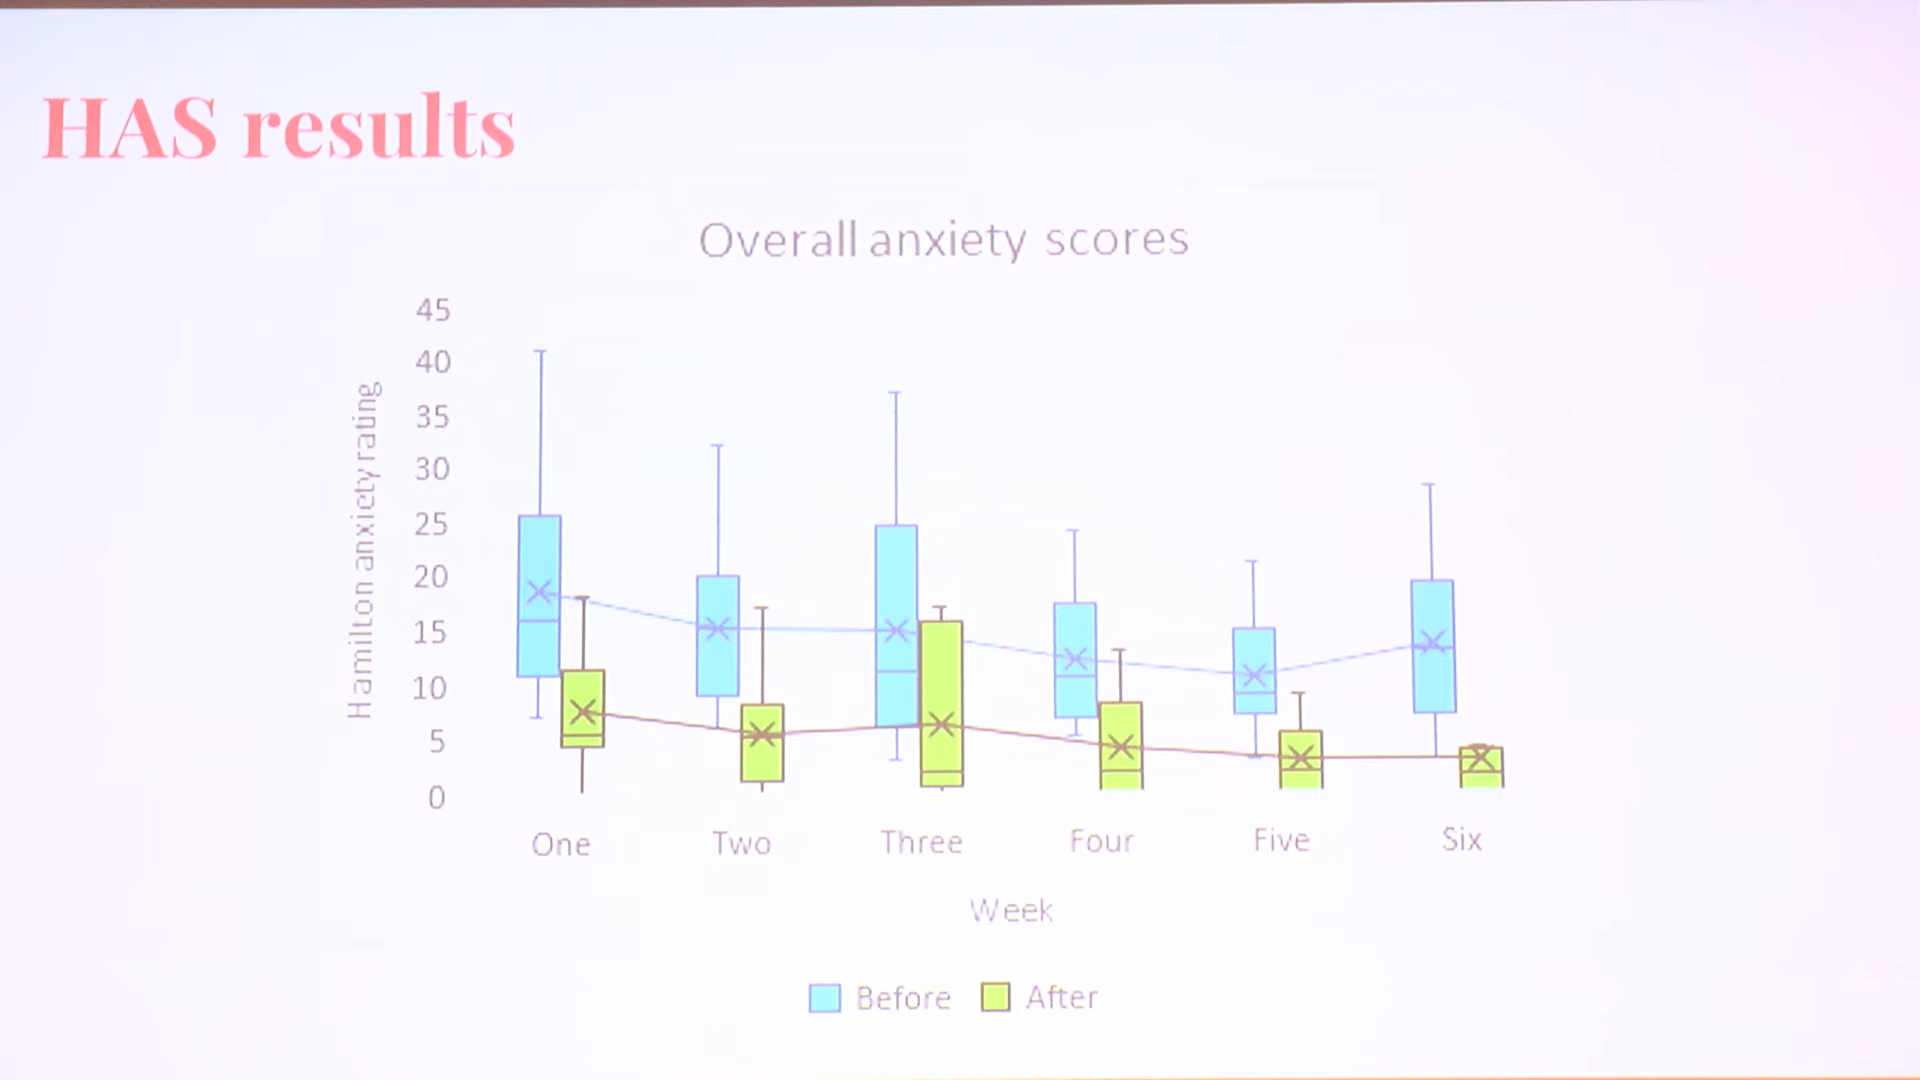 HAS results
Overall anxiety scores
45
40
35
30
25
20
15
10
5
0
Hamilton anxiety rating
One Two Three Four Five Six
Week
Before After